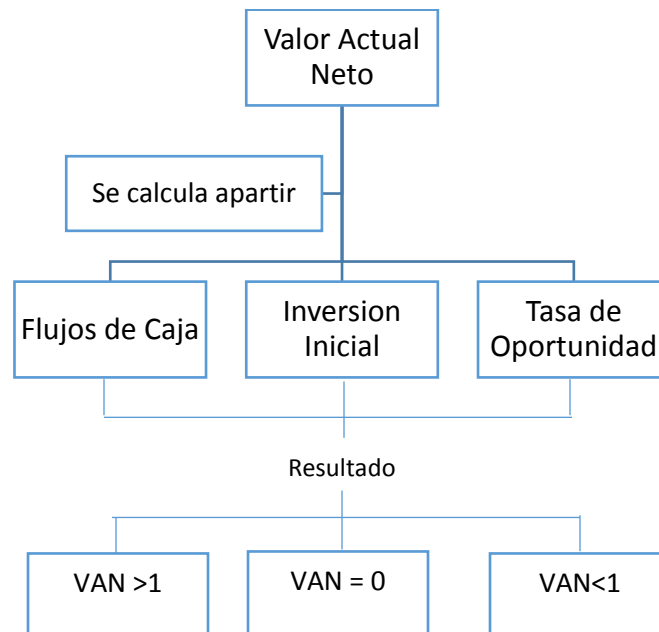 Valor Actual
Neto
Se calcula apartir
Flujos de Caja
Inversion
Inicial
Tasa de
Oportunidad
Resultado
VAN >1
VAN = 0
VAN<1